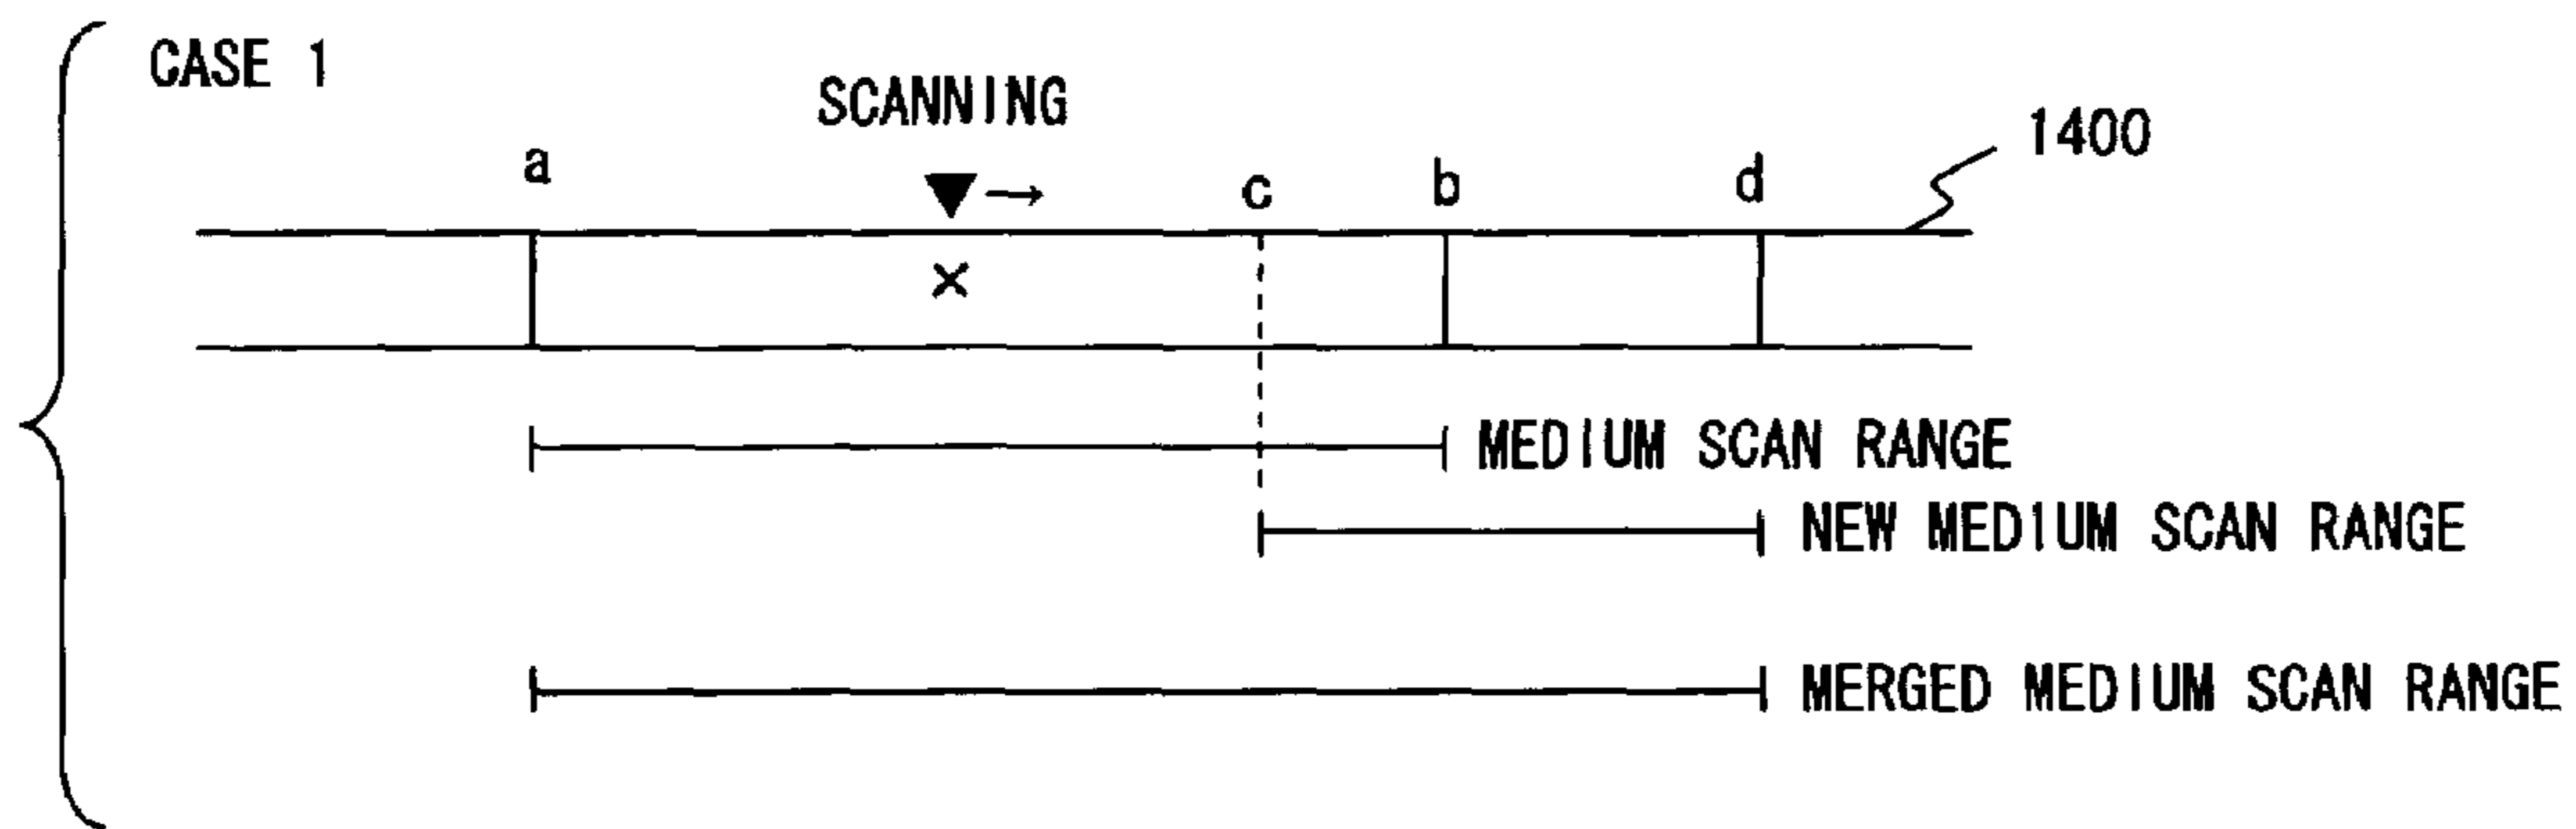 CASE 1
SCANNING
1400
a
c
b
d
×
MEDIUM SCAN RANGE
NEW MEDIUM SCAN RANGE
MERGED MEDIUM SCAN RANGE